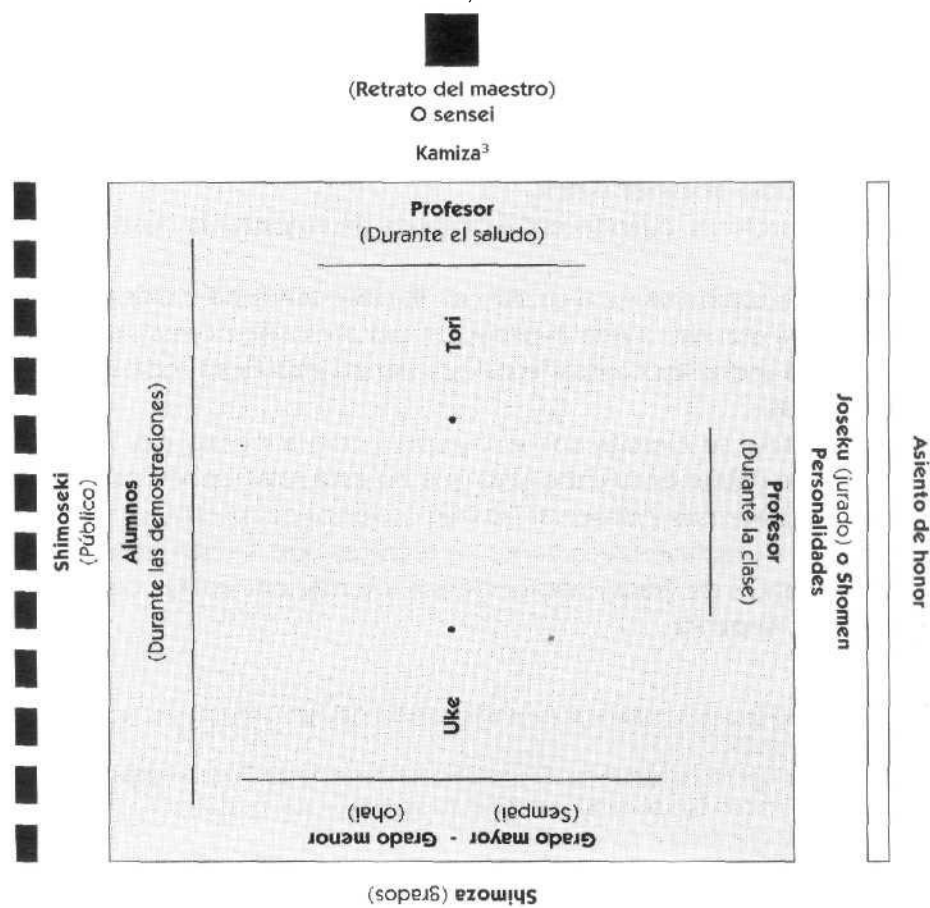 (Retrato del maestro)
O sensei
Kamiza³
Profesor
(Durante el saludo)
Shimoseki
(Público)
Alumnos
(Durante las demostraciones)
Tori
Uke
Profesor
(Durante la clase)
Joseku (jurado) o Shomen
Personalidades
Asiento de honor
Grado mayor - Grado menor
(Sempai) (ohai)
Shimoza (grados)